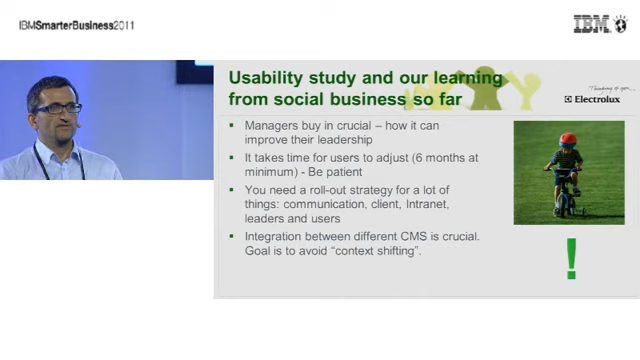 IBMSmarterBusiness2011
IBM
Usability study and our learning
from social business so far
Thinking of you
Electrolux
Managers buy in crucial – how it can
improve their leadership
It takes time for users to adjust (6 months at
minimum) - Be patient
You need a roll-out strategy for a lot of
things: communication, client, Intranet,
leaders and users
Integration between different CMS is crucial.
Goal is to avoid “context shifting”.
!